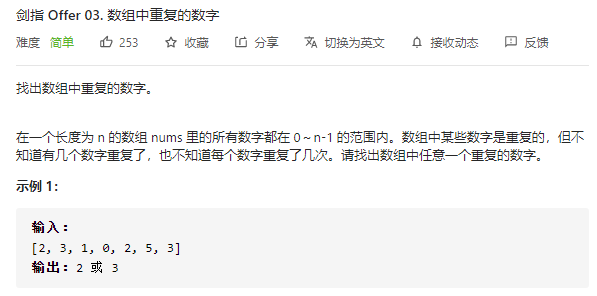 剑指 Offer 03. 数组中重复的数字
难度 简单 253 收藏 分享 切换为英文 接收动态 反馈
找出数组中重复的数字。
在一个长度为 n 的数组 nums 里的所有数字都在 0～n-1 的范围内。数组中某些数字是重复的，但不
知道有几个数字重复了，也不知道每个数字重复了几次。请找出数组中任意一个重复的数字。
示例 1：
输入：
[2, 3, 1, 0, 2, 5, 3]
输出：2 或 3